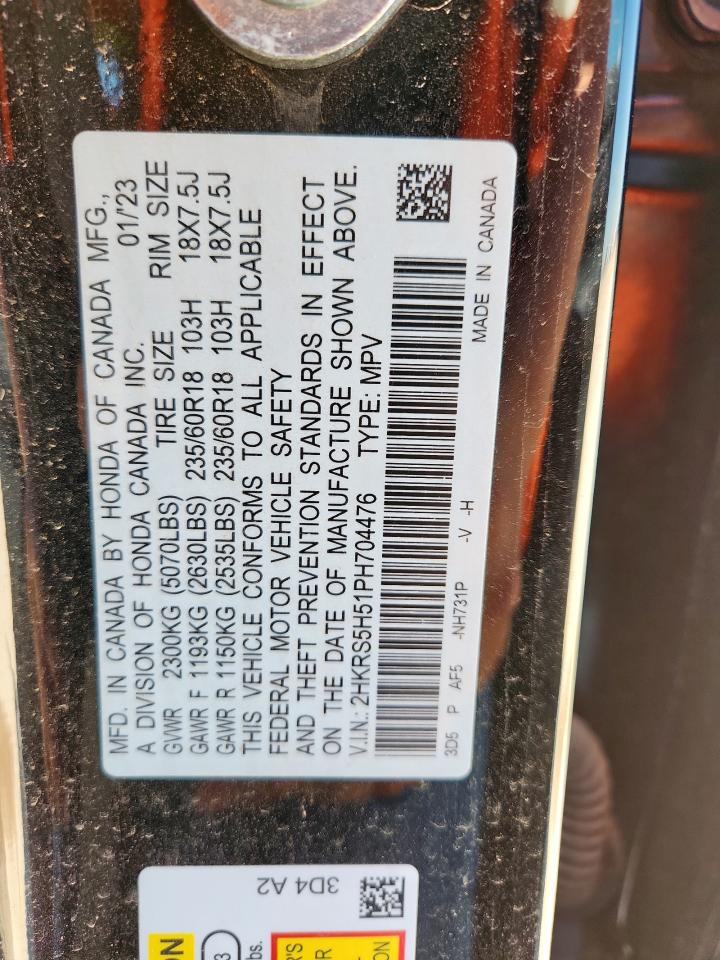 MFD. IN CANADA BY HONDA OF CANADA MFG.,
A DIVISION OF HONDA CANADA INC. 01/'23
GVWR 2300KG (5070LBS) TIRE SIZE RIM SIZE
GAWR F 1193KG (2630LBS) 235/60R18 103H 18X7.5J
GAWR R 1150KG (2535LBS) 235/60R18 103H 18X7.5J
THIS VEHICLE CONFORMS TO ALL APPLICABLE
FEDERAL MOTOR VEHICLE SAFETY
AND THEFT PREVENTION STANDARDS IN EFFECT
ON THE DATE OF MANUFACTURE SHOWN ABOVE.
V.I.N.: 2HKRS5H51PH704476 TYPE: MPV
3D5 P AF5 -NH731P -V -H
MADE IN CANADA
3D4 A2